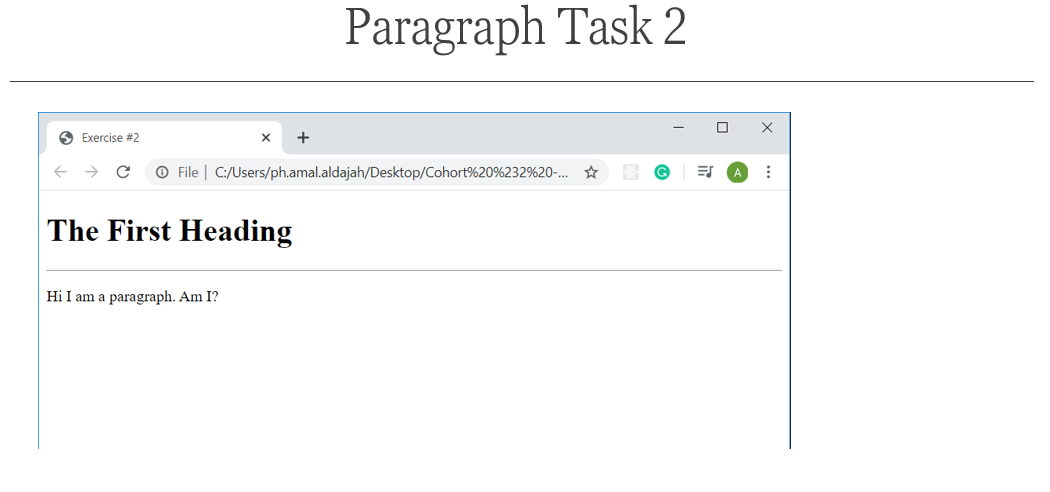 Paragraph Task 2
Exercise #2
File | C:/Users/ph.amal.aldajah/Desktop/Cohort%20%232%20-...
G
A
The First Heading
Hi I am a paragraph. Am I?